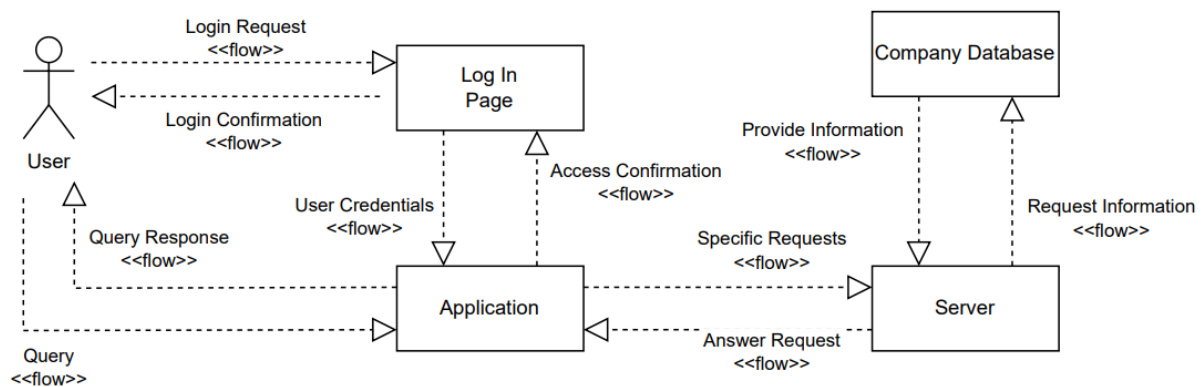 Login Request
<<flow>>
Log In
Page
Company Database
Login Confirmation
<<flow>>
User
Provide Information
<<flow>>
Access Confirmation
<<flow>>
User Credentials
<<flow>>
Request Information
<<flow>>
Query Response
<<flow>>
Specific Requests
<<flow>>
Application
Server
Answer Request
<<flow>>
Query
<<flow>>